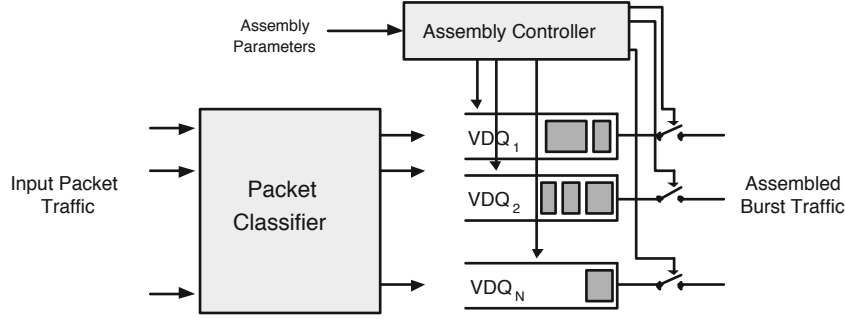 Assembly
Parameters
Assembly Controller
Input Packet
Traffic
Packet
Classifier
VDQ1
VDQ2
VDQN
Assembled
Burst Traffic